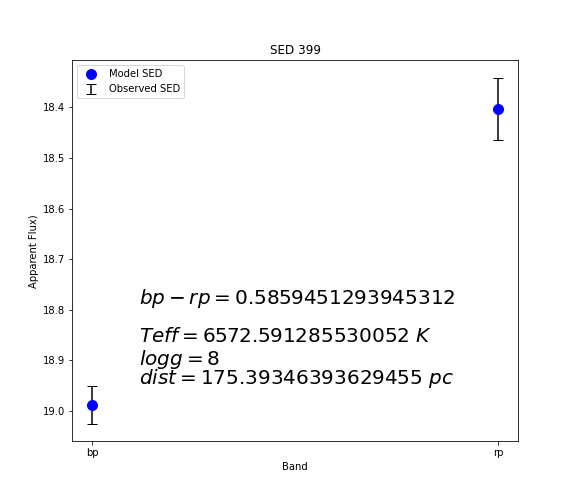 SED 399
Model SED
Observed SED
18.4
18.5
18.6
18.7
18.8
18.9
19.0
Apparent Flux)
bp − rp = 0.5859451293945312
Teff = 6572.591285530052 K
logg = 8
dist = 175.39346393629455 pc
bp
rp
Band